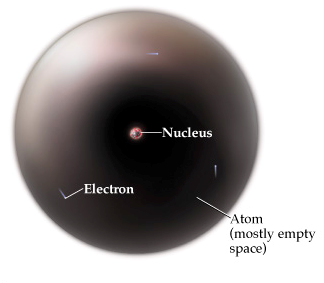 Nucleus
Electron
Atom
(mostly empty
space)